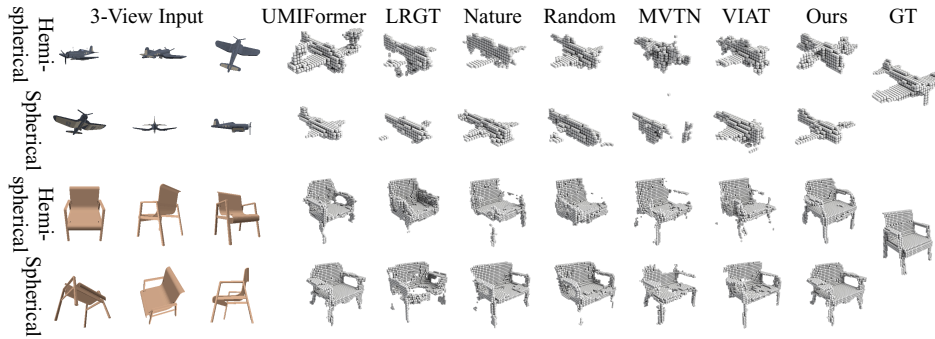 3-View Input UMIFormer LRGT Nature Random MVTN VIAT Ours GT
Hemi-
spherical
Spherical
Hemi-
spherical
Spherical